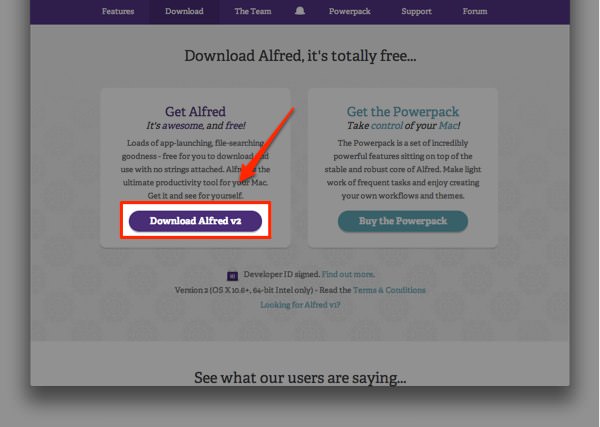 Features Download The Team Powerpack Support Forum
Download Alfred, it's totally free...
Get Alfred
It's awesome, and free!
Loads of app-launching, file-searching
goodness - free for you to download and
use with no strings attached. Alfred is the
ultimate productivity tool for your Mac.
Get it and see for yourself.
Download Alfred v2
Get the Powerpack
Take control of your Mac!
The Powerpack is a set of incredibly
powerful features sitting on top of the
stable and robust core of Alfred. Make light
work of frequent tasks and enjoy creating
your own workflows and themes.
Buy the Powerpack
Developer ID signed. Find out more.
Version 2 (OS X 10.6+, 64-bit Intel only) - Read the Terms & Conditions
Looking for Alfred v1?
See what our users are saying...